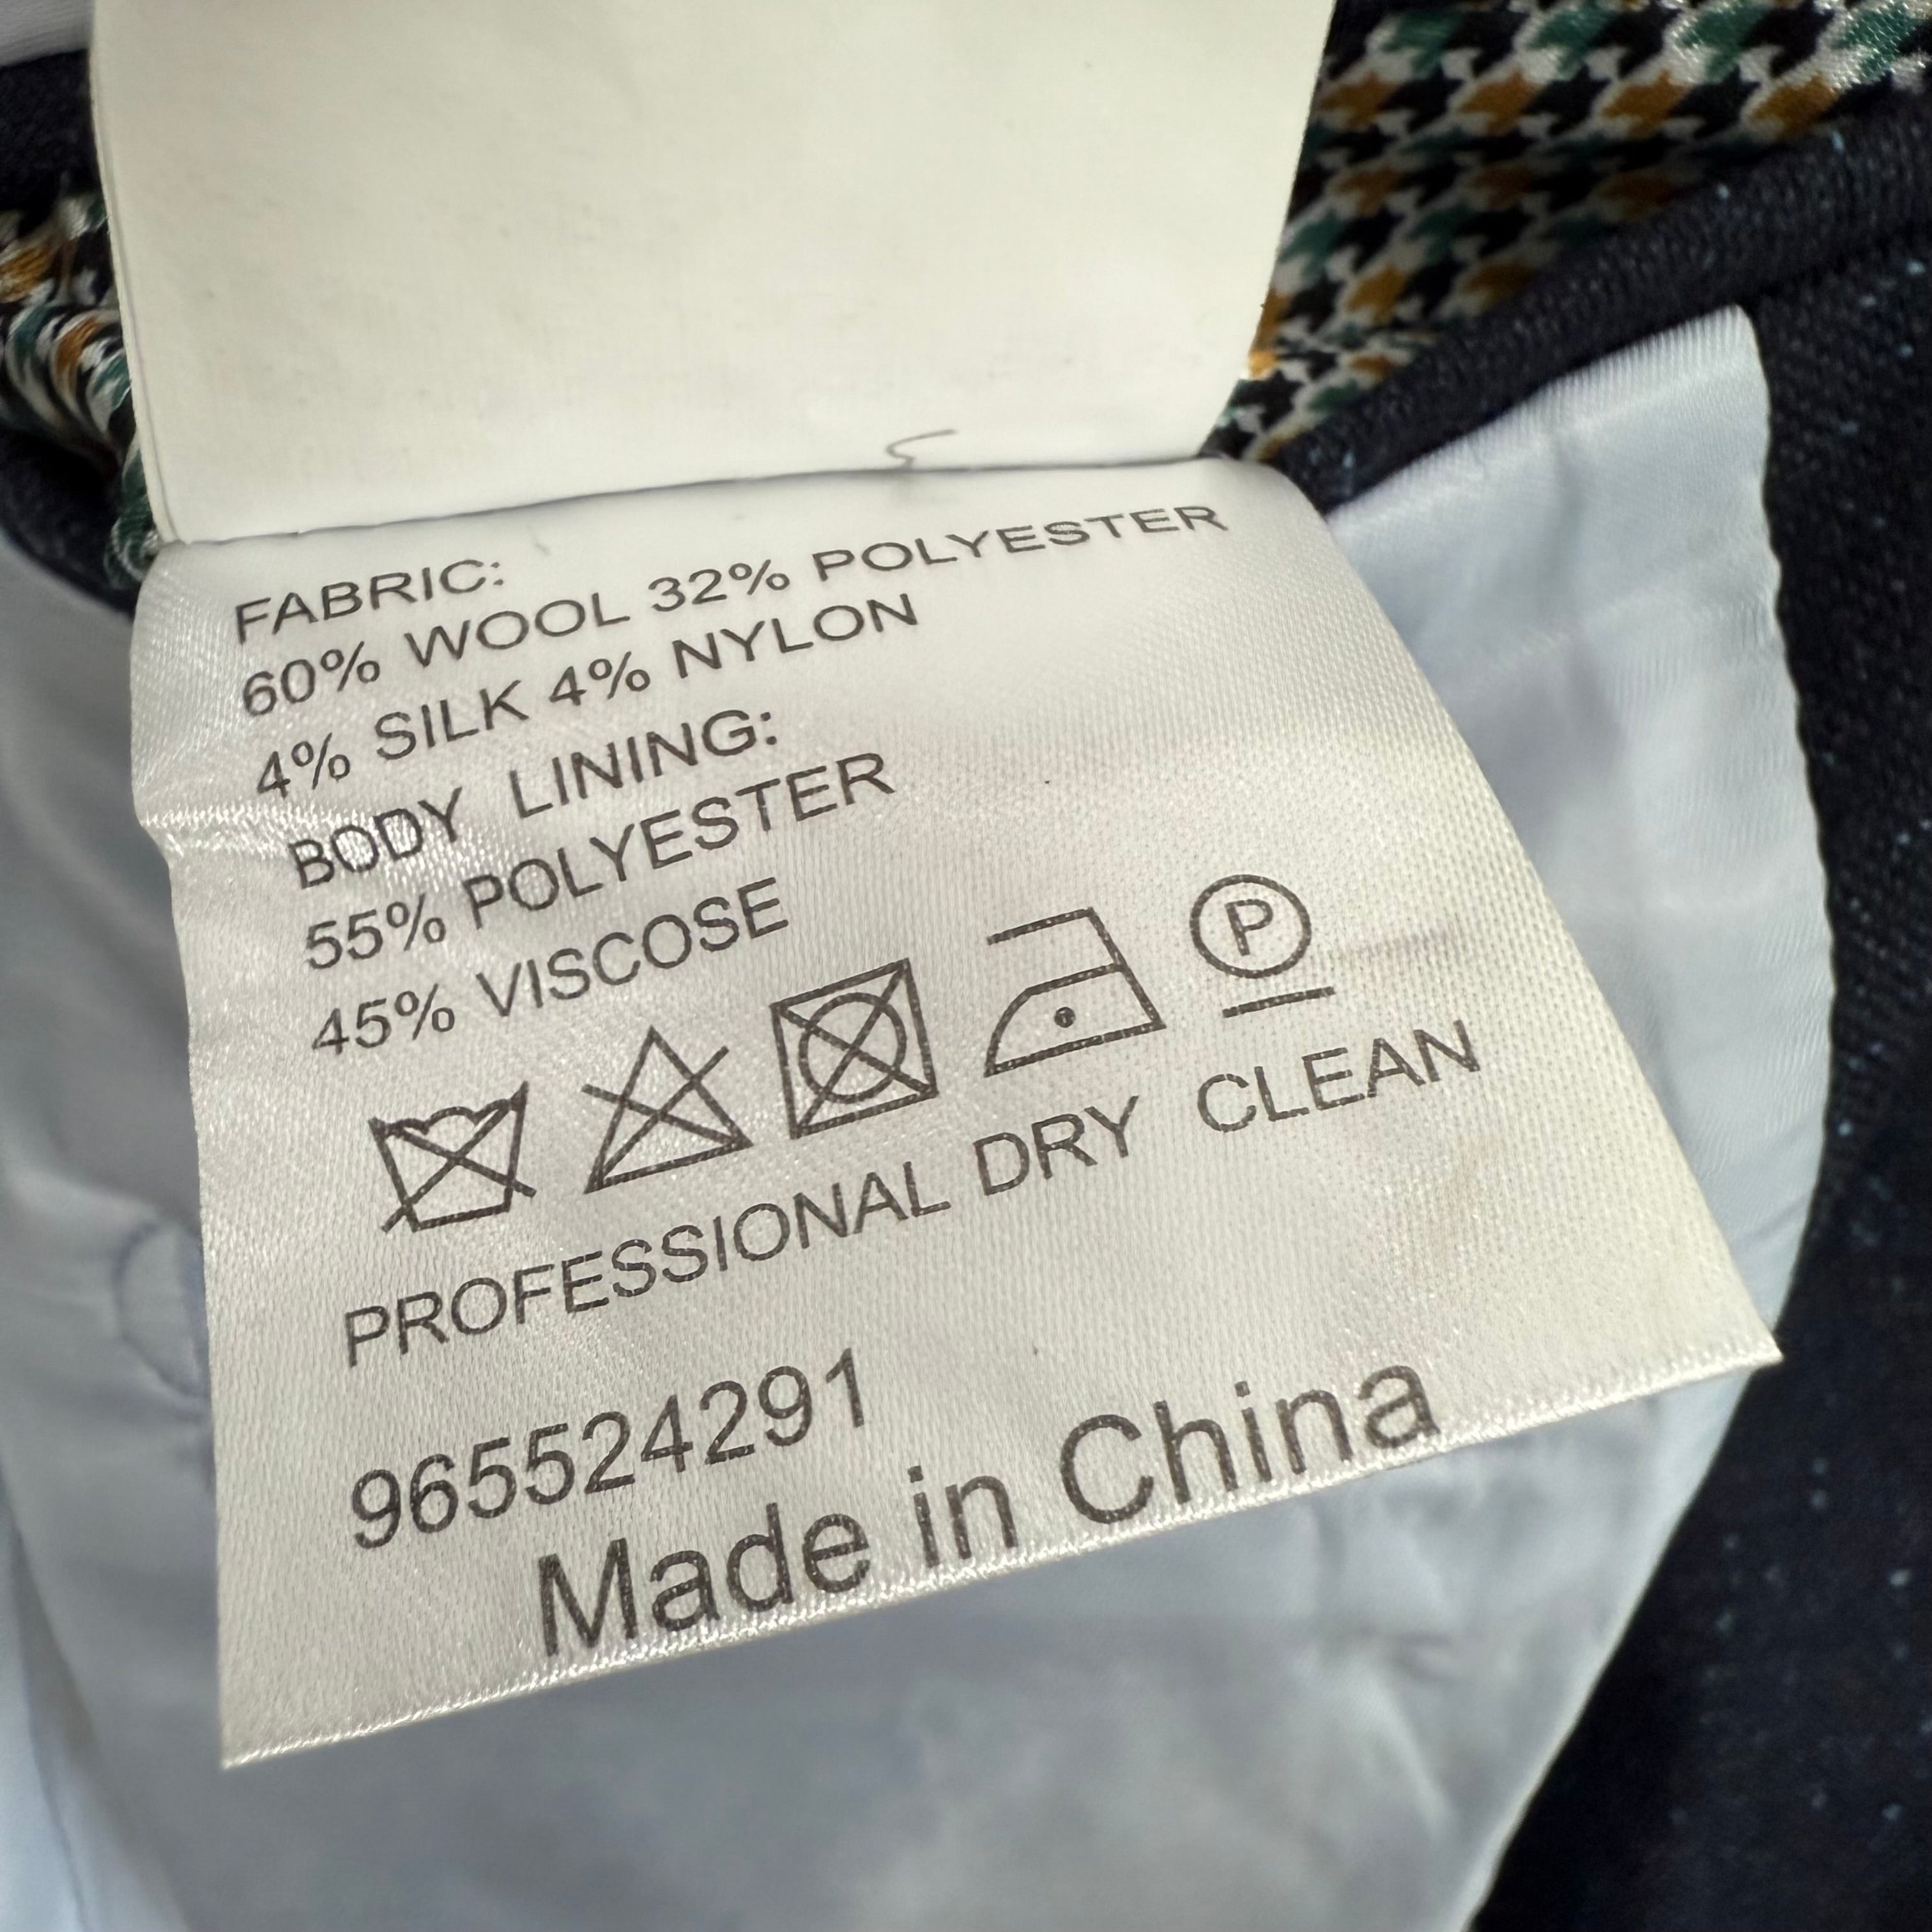 FABRIC:
60% WOOL 32% POLYESTER
4% SILK 4% NYLON
BODY LINING:
55% POLYESTER
45% VISCOSE
P
PROFESSIONAL DRY CLEAN
965524291
Made in China